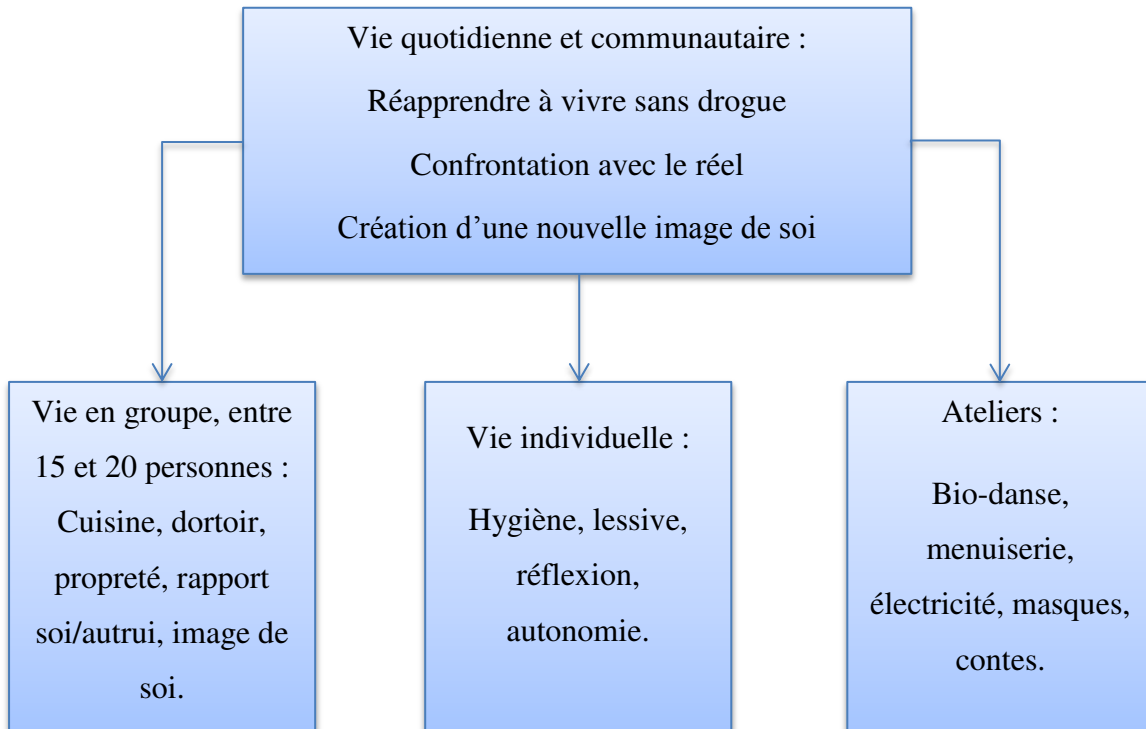 Vie quotidienne et communautaire :
Réapprendre à vivre sans drogue
Confrontation avec le réel
Création d’une nouvelle image de soi
Vie en groupe, entre
15 et 20 personnes :
Cuisine, dortoir,
propreté, rapport
soi/autrui, image de
soi.
Vie individuelle :
Hygiène, lessive,
réflexion,
autonomie.
Ateliers :
Bio-danse,
menuiserie,
électricité, masques,
contes.